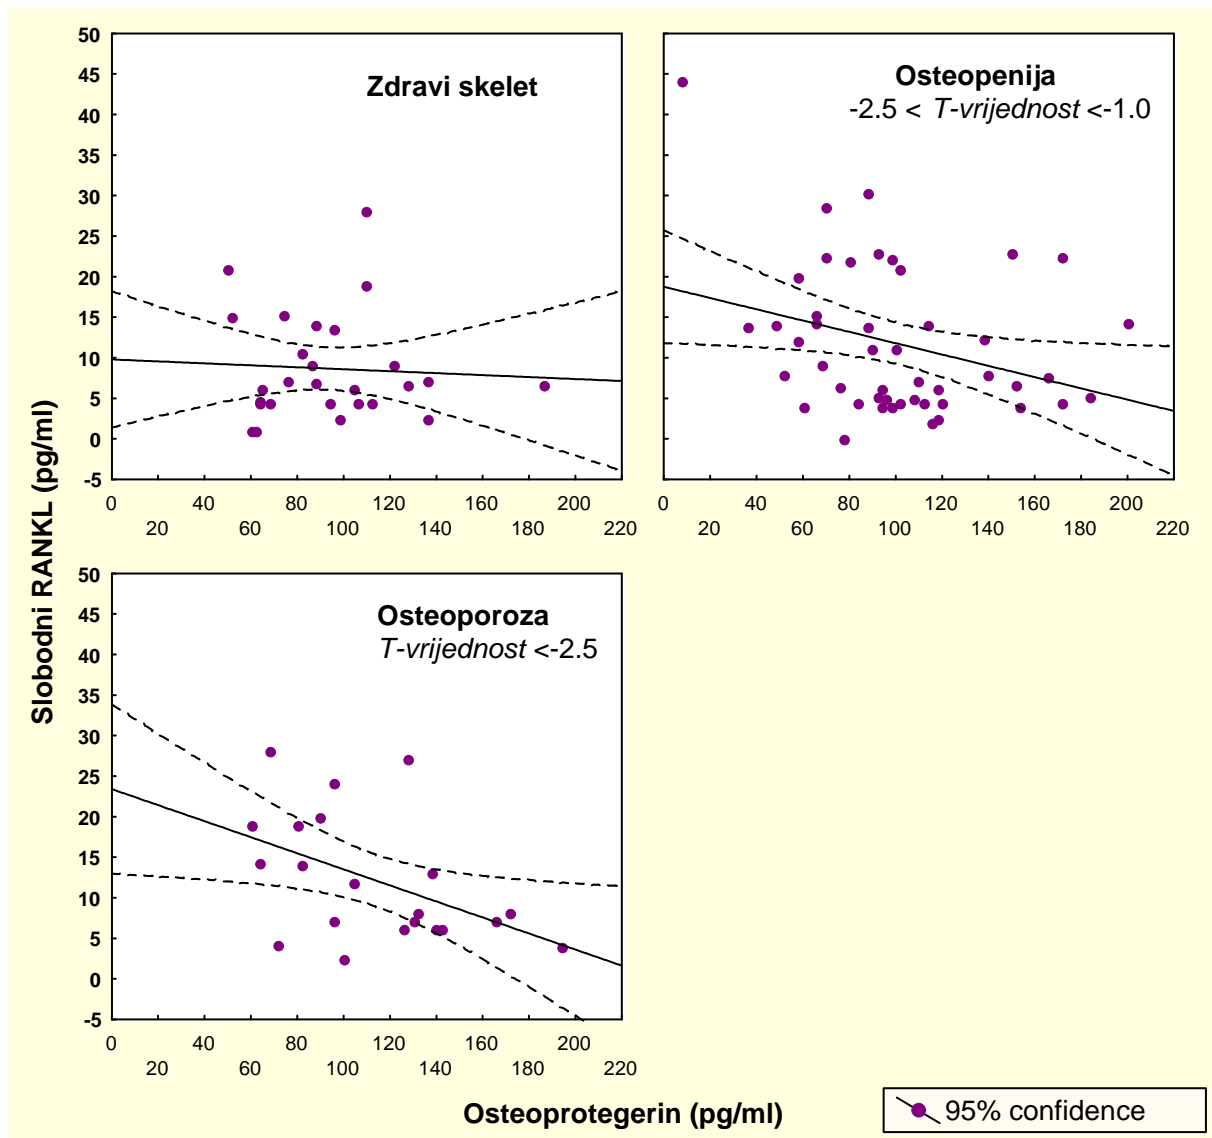 Slobodni RANKL (pg/ml)
50
45
40
35
30
25
20
15
10
5
0
-5
Zdravi skelet
0 40 80 120 160 200
20 60 100 140 180 220
Osteopenija
-2.5 < T-vrijednost <-1.0
0 40 80 120 160 200
20 60 100 140 180 220
50
45
40
35
30
25
20
15
10
5
0
-5
Osteoporoza
T-vrijednost <-2.5
0 40 80 120 160 200
20 60 100 140 180 220
Osteoprotegerin (pg/ml)
95% confidence